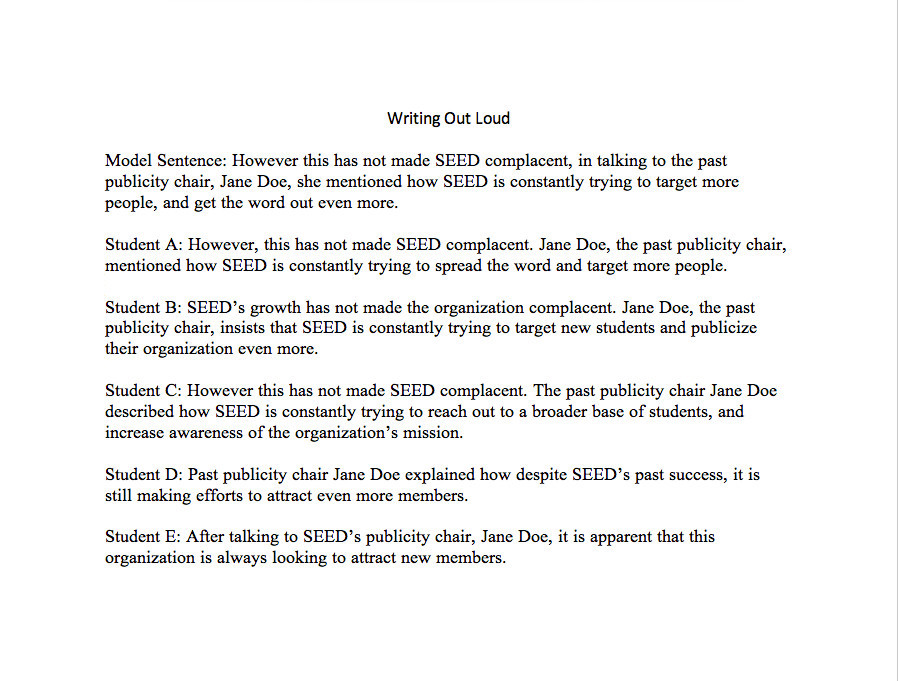 Writing Out Loud
Model Sentence: However this has not made SEED complacent, in talking to the past
publicity chair, Jane Doe, she mentioned how SEED is constantly trying to target more
people, and get the word out even more.
Student A: However, this has not made SEED complacent. Jane Doe, the past publicity chair,
mentioned how SEED is constantly trying to spread the word and target more people.
Student B: SEED’s growth has not made the organization complacent. Jane Doe, the past
publicity chair, insists that SEED is constantly trying to target new students and publicize
their organization even more.
Student C: However this has not made SEED complacent. The past publicity chair Jane Doe
described how SEED is constantly trying to reach out to a broader base of students, and
increase awareness of the organization’s mission.
Student D: Past publicity chair Jane Doe explained how despite SEED’s past success, it is
still making efforts to attract even more members.
Student E: After talking to SEED’s publicity chair, Jane Doe, it is apparent that this
organization is always looking to attract new members.